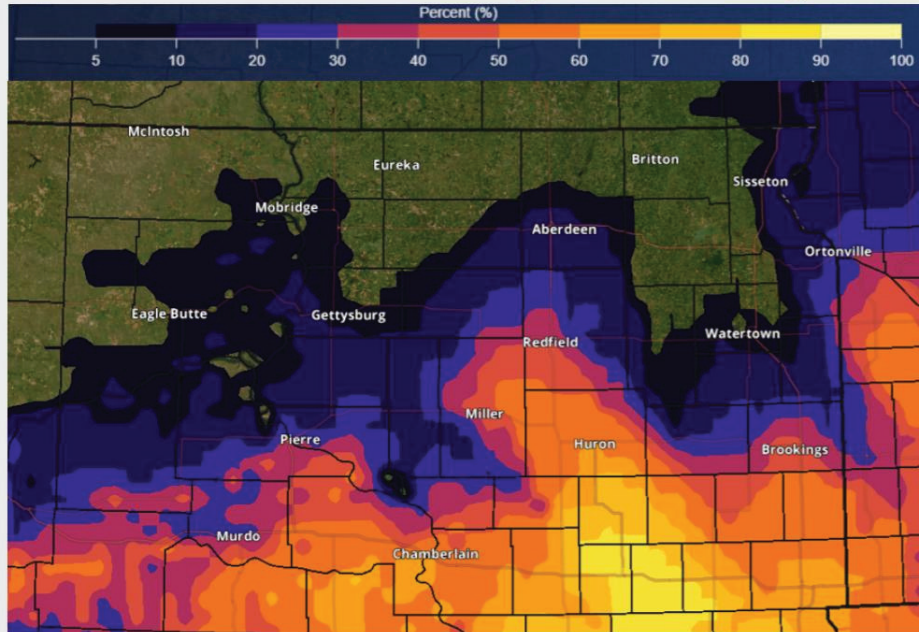 Percent (%)
5 10 20 30 40 50 60 70 80 90 100
McIntosh
Eureka
Britton
Sisseton
Mobridge
Aberdeen
Ortonville
Eagle Butte
Gettysburg
Watertown
Redfield
Miller
Pierre
Huron
Brookings
Murdo
Chamberlain